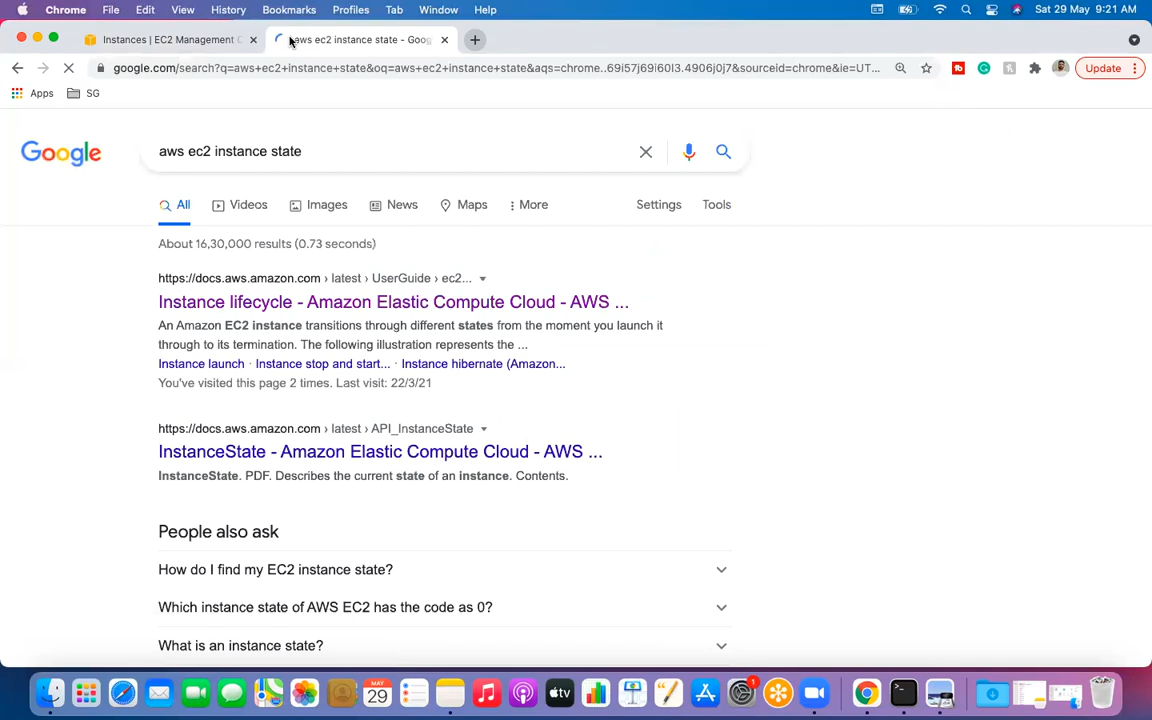 Chrome File Edit View History Bookmarks Profiles Tab Window Help Sat 29 May 9:21 AM
Instances | EC2 Management C aws ec2 instance state - Goog
google.com/search?q=aws+ec2+instance+state&oq=aws+ec2+instance+state&aqs=chrome..69i57j69i60l3.4906j0j7&sourceid=chrome&ie=UT... Update
Apps SG
Google aws ec2 instance state
All Videos Images News Maps More Settings Tools
About 16,30,000 results (0.73 seconds)
https://docs.aws.amazon.com › latest › UserGuide › ec2...
Instance lifecycle - Amazon Elastic Compute Cloud - AWS ...
An Amazon EC2 instance transitions through different states from the moment you launch it
through to its termination. The following illustration represents the ...
Instance launch · Instance stop and start... · Instance hibernate (Amazon...
You've visited this page 2 times. Last visit: 22/3/21
https://docs.aws.amazon.com › latest › API_InstanceState
InstanceState - Amazon Elastic Compute Cloud - AWS ...
InstanceState. PDF. Describes the current state of an instance. Contents.
People also ask
How do I find my EC2 instance state?
Which instance state of AWS EC2 has the code as 0?
What is an instance state?
MAY
29
tv
1